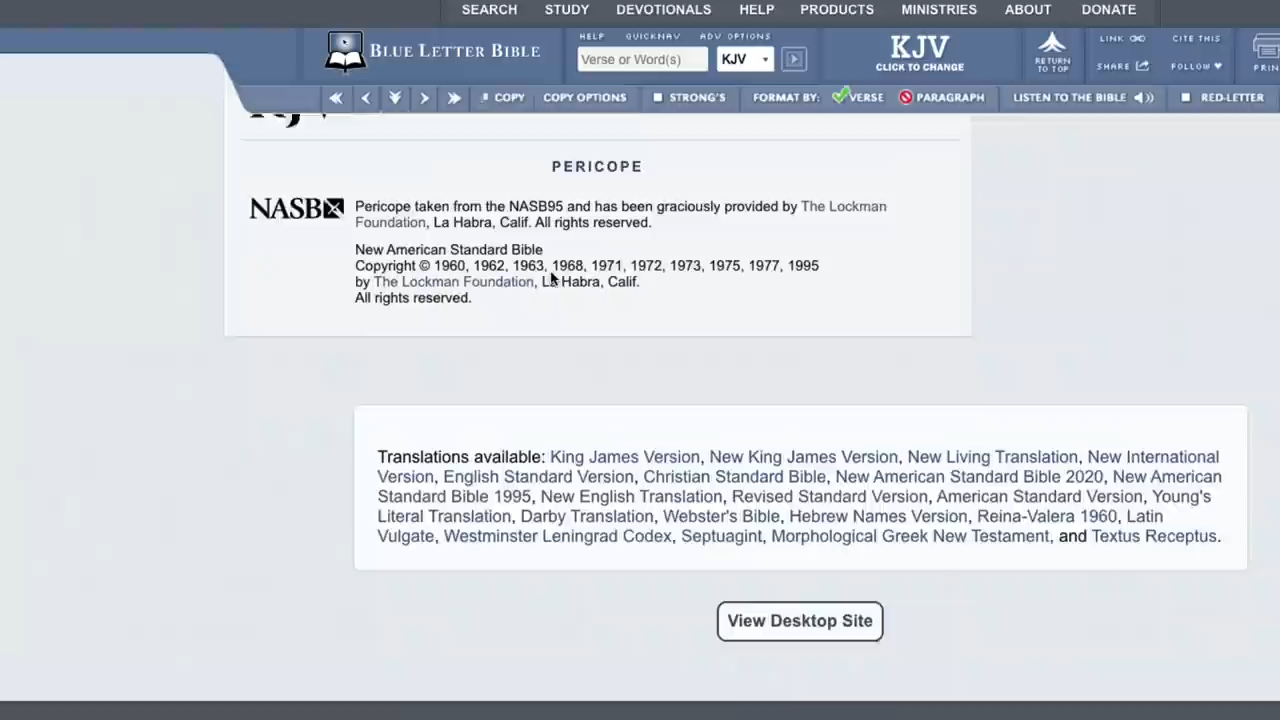 SEARCH STUDY DEVOTIONALS HELP PRODUCTS MINISTRIES ABOUT DONATE
BLUE LETTER BIBLE
HELP QUICKNAV ADV OPTIONS
Verse or Word(s) KJV
KJV
CLICK TO CHANGE
RETURN
TO TOP
LINK CITE THIS
SHARE FOLLOW
COPY COPY OPTIONS STRONG'S FORMAT BY: VERSE PARAGRAPH LISTEN TO THE BIBLE RED-LETTER
PERICOPE
NASB
Pericope taken from the NASB95 and has been graciously provided by The Lockman
Foundation, La Habra, Calif. All rights reserved.
New American Standard Bible
Copyright © 1960, 1962, 1963, 1968, 1971, 1972, 1973, 1975, 1977, 1995
by The Lockman Foundation, La Habra, Calif.
All rights reserved.
Translations available: King James Version, New King James Version, New Living Translation, New International
Version, English Standard Version, Christian Standard Bible, New American Standard Bible 2020, New American
Standard Bible 1995, New English Translation, Revised Standard Version, American Standard Version, Young's
Literal Translation, Darby Translation, Webster's Bible, Hebrew Names Version, Reina-Valera 1960, Latin
Vulgate, Westminster Leningrad Codex, Septuagint, Morphological Greek New Testament, and Textus Receptus.
View Desktop Site